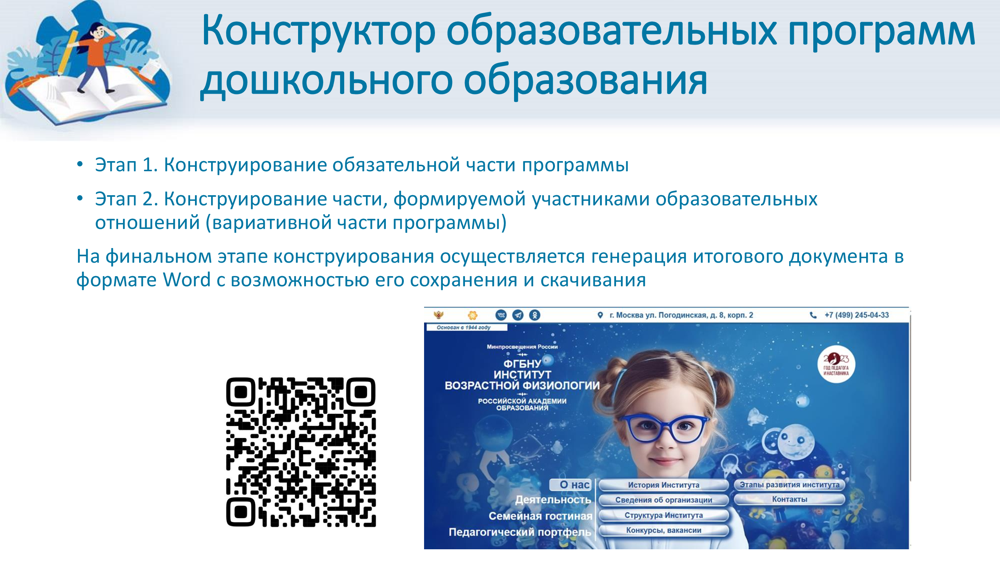 Конструктор образовательных программ
дошкольного образования
• Этап 1. Конструирование обязательной части программы
• Этап 2. Конструирование части, формируемой участниками образовательных
отношений (вариативной части программы)
На финальном этапе конструирования осуществляется генерация итогового документа в
формате Word с возможностью его сохранения и скачивания
г. Москва ул. Погодинская, д. 8, корп. 2
+7 (499) 245-04-33
Основан в 1944 году
Минпросвещения России
ФГБНУ
ИНСТИТУТ
ВОЗРАСТНОЙ ФИЗИОЛОГИИ
РОССИЙСКОЙ АКАДЕМИИ
ОБРАЗОВАНИЯ
2023
ГОД ПЕДАГОГА
И НАСТАВНИКА
О нас
Деятельность
Семейная гостиная
Педагогический портфель
История Института
Сведения об организации
Структура Института
Конкурсы, вакансии
Этапы развития института
Контакты